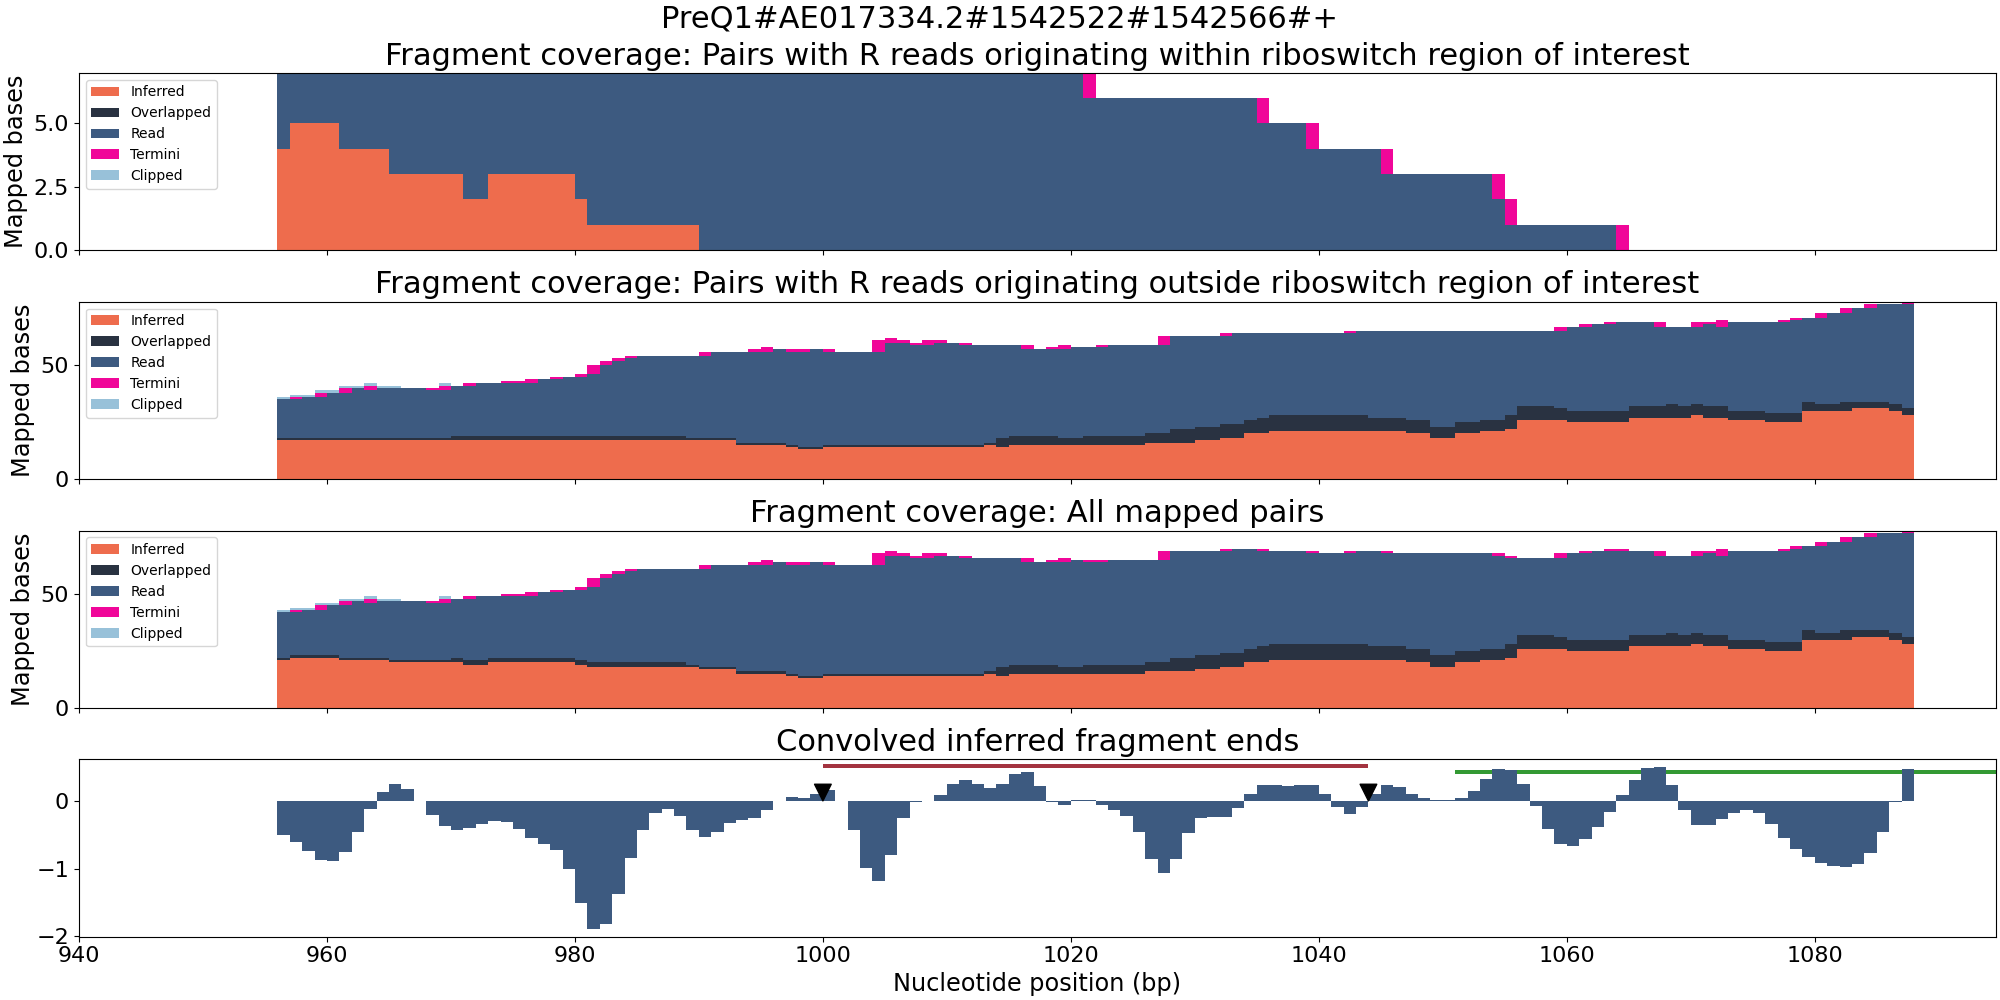 PreQ1#AE017334.2#1542522#1542566#+
Fragment coverage: Pairs with R reads originating within riboswitch region of interest
Mapped bases
5.0
2.5
0.0
Inferred
Overlapped
Read
Termini
Clipped
Fragment coverage: Pairs with R reads originating outside riboswitch region of interest
Mapped bases
50
0
Inferred
Overlapped
Read
Termini
Clipped
Fragment coverage: All mapped pairs
Mapped bases
50
0
Inferred
Overlapped
Read
Termini
Clipped
Convolved inferred fragment ends
0
−1
−2
940 960 980 1000 1020 1040 1060 1080
Nucleotide position (bp)